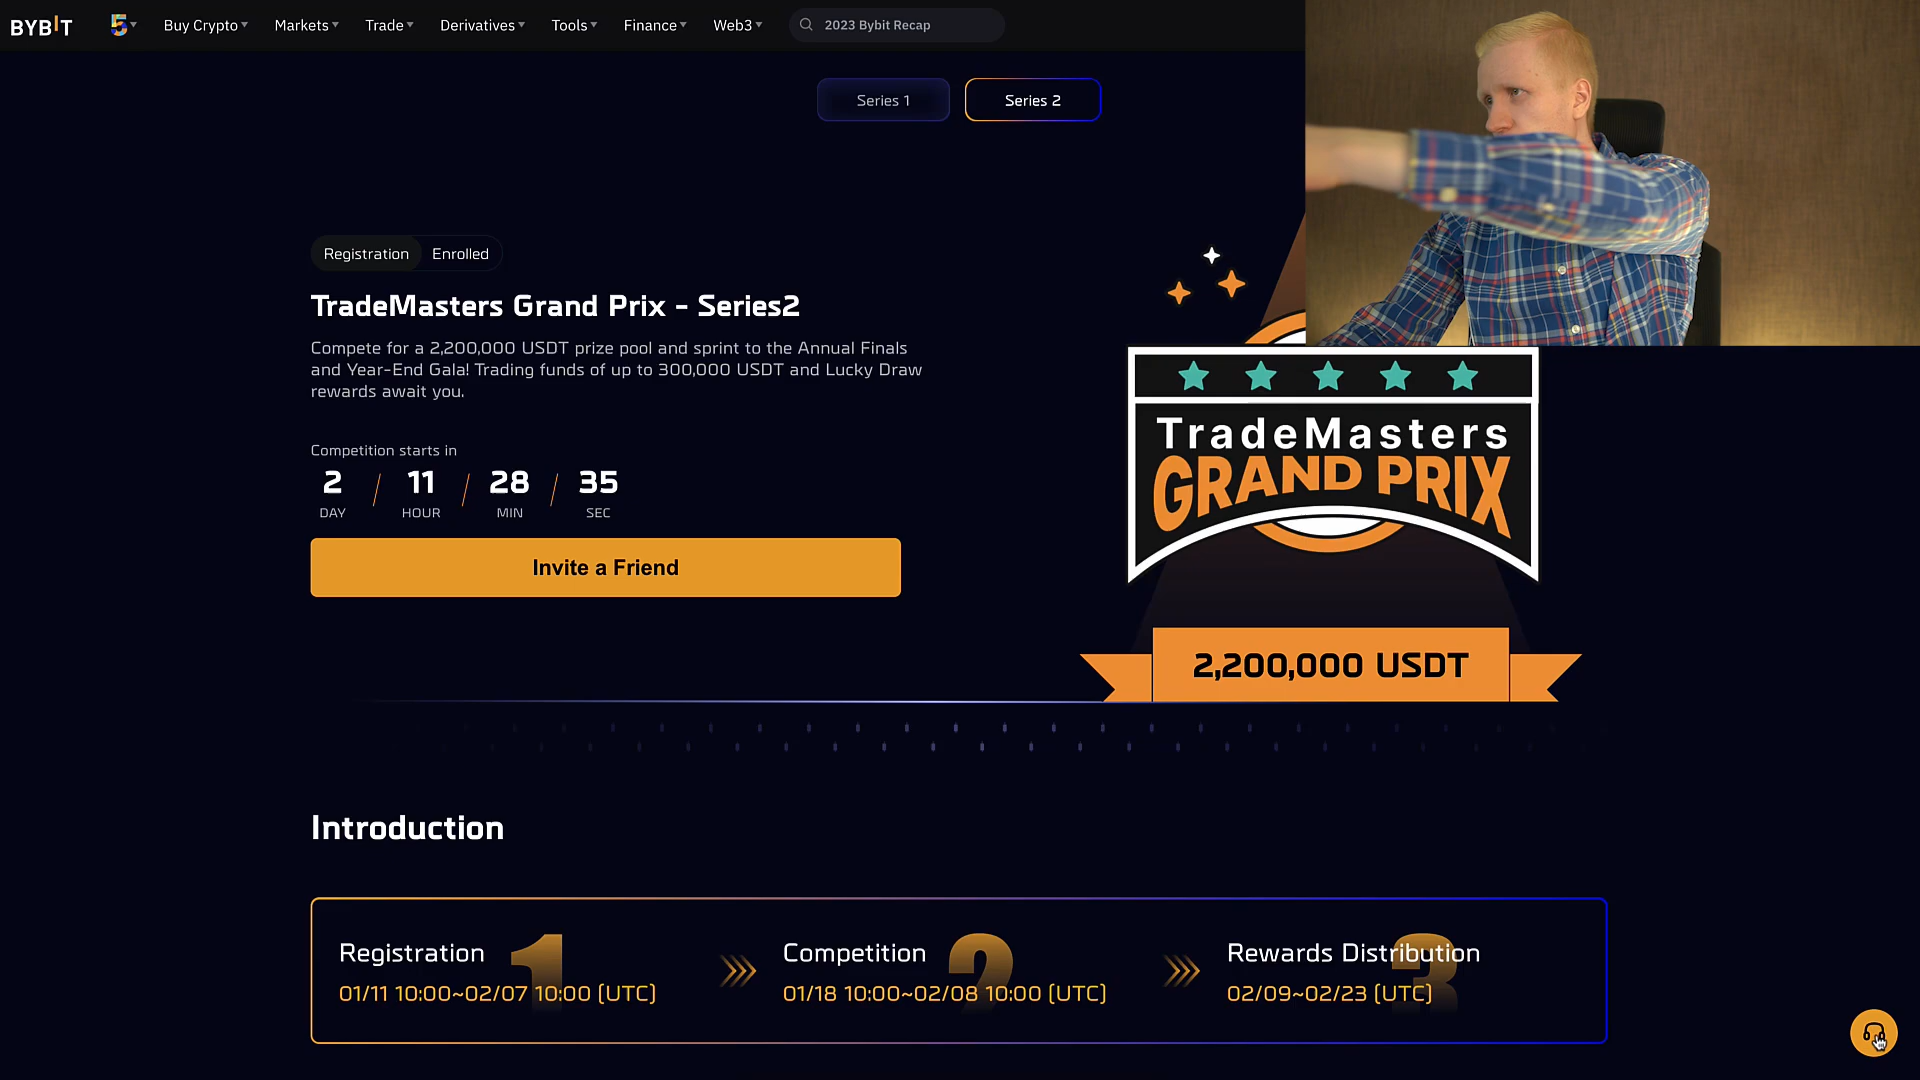 BYBIT
5
Buy Crypto
Markets
Trade
Derivatives
Tools
Finance
Web3
2023 Bybit Recap
Series 1
Series 2
Registration
Enrolled
TradeMasters Grand Prix - Series2
Compete for a 2,200,000 USDT prize pool and sprint to the Annual Finals
and Year-End Gala! Trading funds of up to 300,000 USDT and Lucky Draw
rewards await you.
Competition starts in
2 / 11 / 28 / 35
DAY HOUR MIN SEC
Invite a Friend
TradeMasters
GRAND PRIX
2,200,000 USDT
Introduction
Registration 1
01/11 10:00~02/07 10:00 (UTC)
Competition 2
01/18 10:00~02/08 10:00 (UTC)
Rewards Distribution 3
02/09~02/23 (UTC)